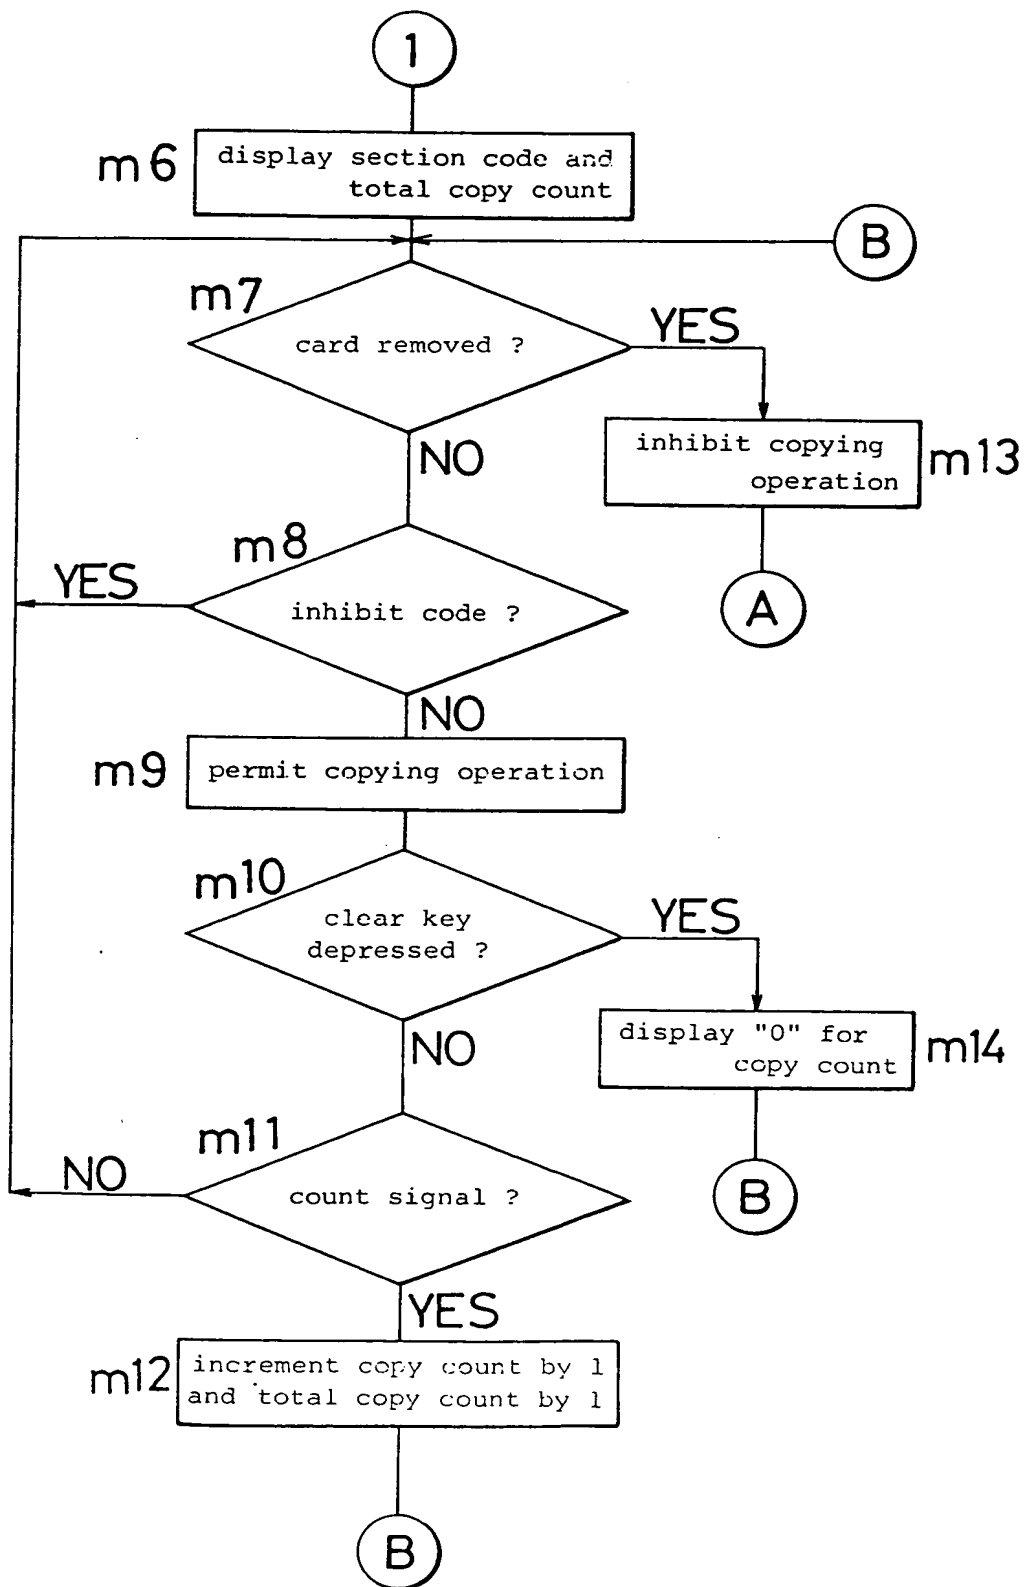 1
m6
display section code and
total copy count
B
m7
card removed ?
YES
NO
inhibit copying
operation
m13
A
m8
inhibit code ?
YES
NO
m9
permit copying operation
m10
clear key
depressed ?
YES
NO
display "0" for
copy count
m14
B
m11
count signal ?
NO
YES
m12
increment copy count by 1
and total copy count by 1
B